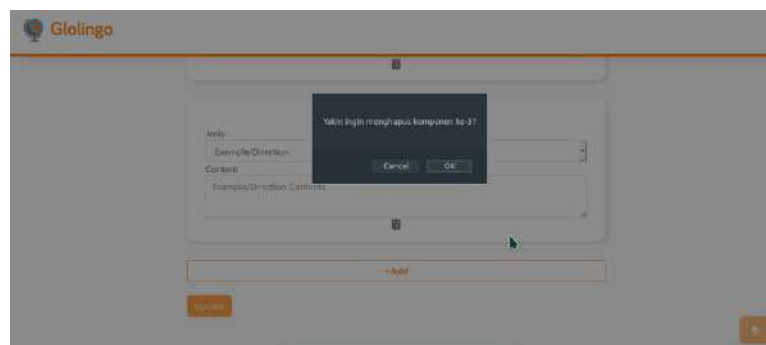 Glolingo
Yakin ingin menghapus komponen ke-3?
Cancel OK
Jenis:
Example/Direction
Content
Example/Direction Contents
+Add
Update